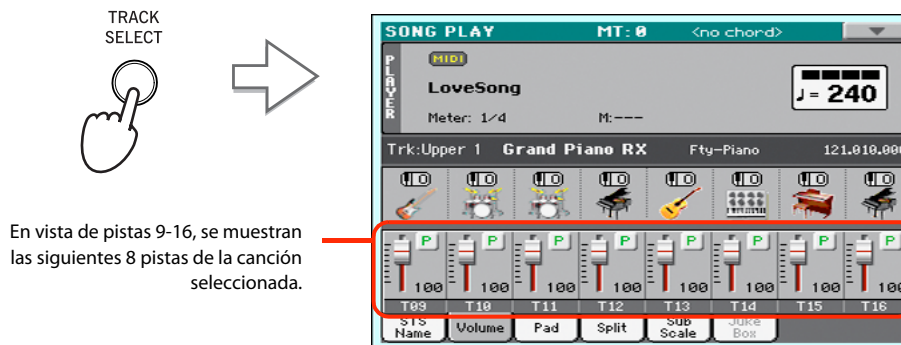 TRACK
SELECT
SONG PLAY MT: 0 <no chord>
PLAYER
MIDI
LoveSong
♩= 240
Meter: 1/4 M:---
Trk:Upper 1 Grand Piano RX Fty-Piano 121.010.000
En vista de pistas 9-16, se muestran
las siguientes 8 pistas de la canción
seleccionada.
P P P P P P P P
100 100 100 100 100 100 100 100
T09 T10 T11 T12 T13 T14 T15 T16
STS Name Volume Pad Split Sub Scale Juke Box